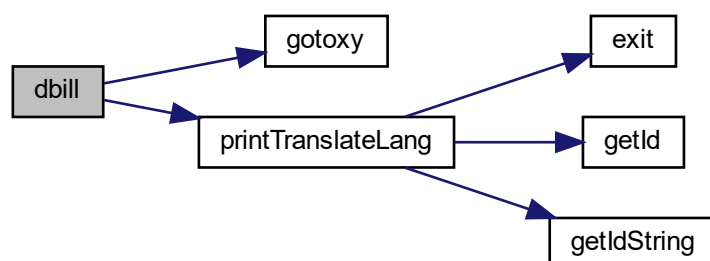 dbill
gotoxy
printTranslateLang
exit
getId
getIdString